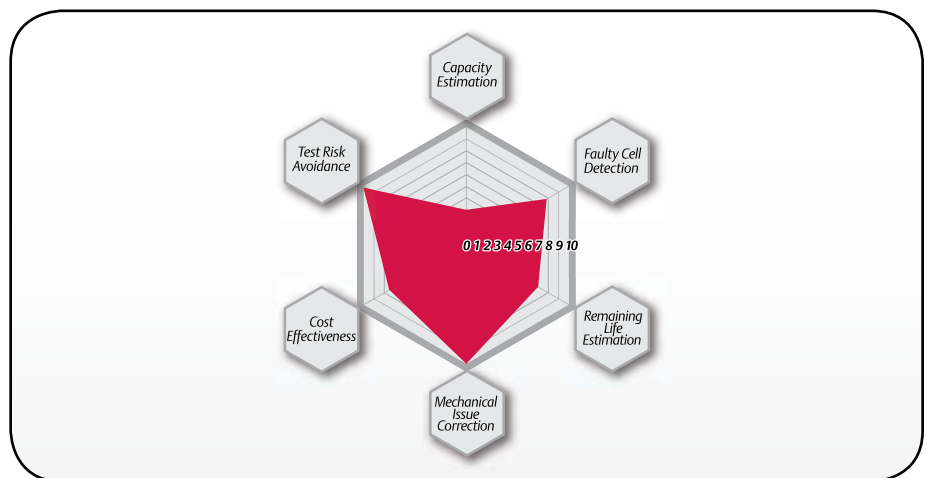 Capacity
Estimation
Test Risk
Avoidance
Faulty Cell
Detection
0 1 2 3 4 5 6 7 8 9 10
Cost
Effectiveness
Remaining
Life
Estimation
Mechanical
Issue
Correction